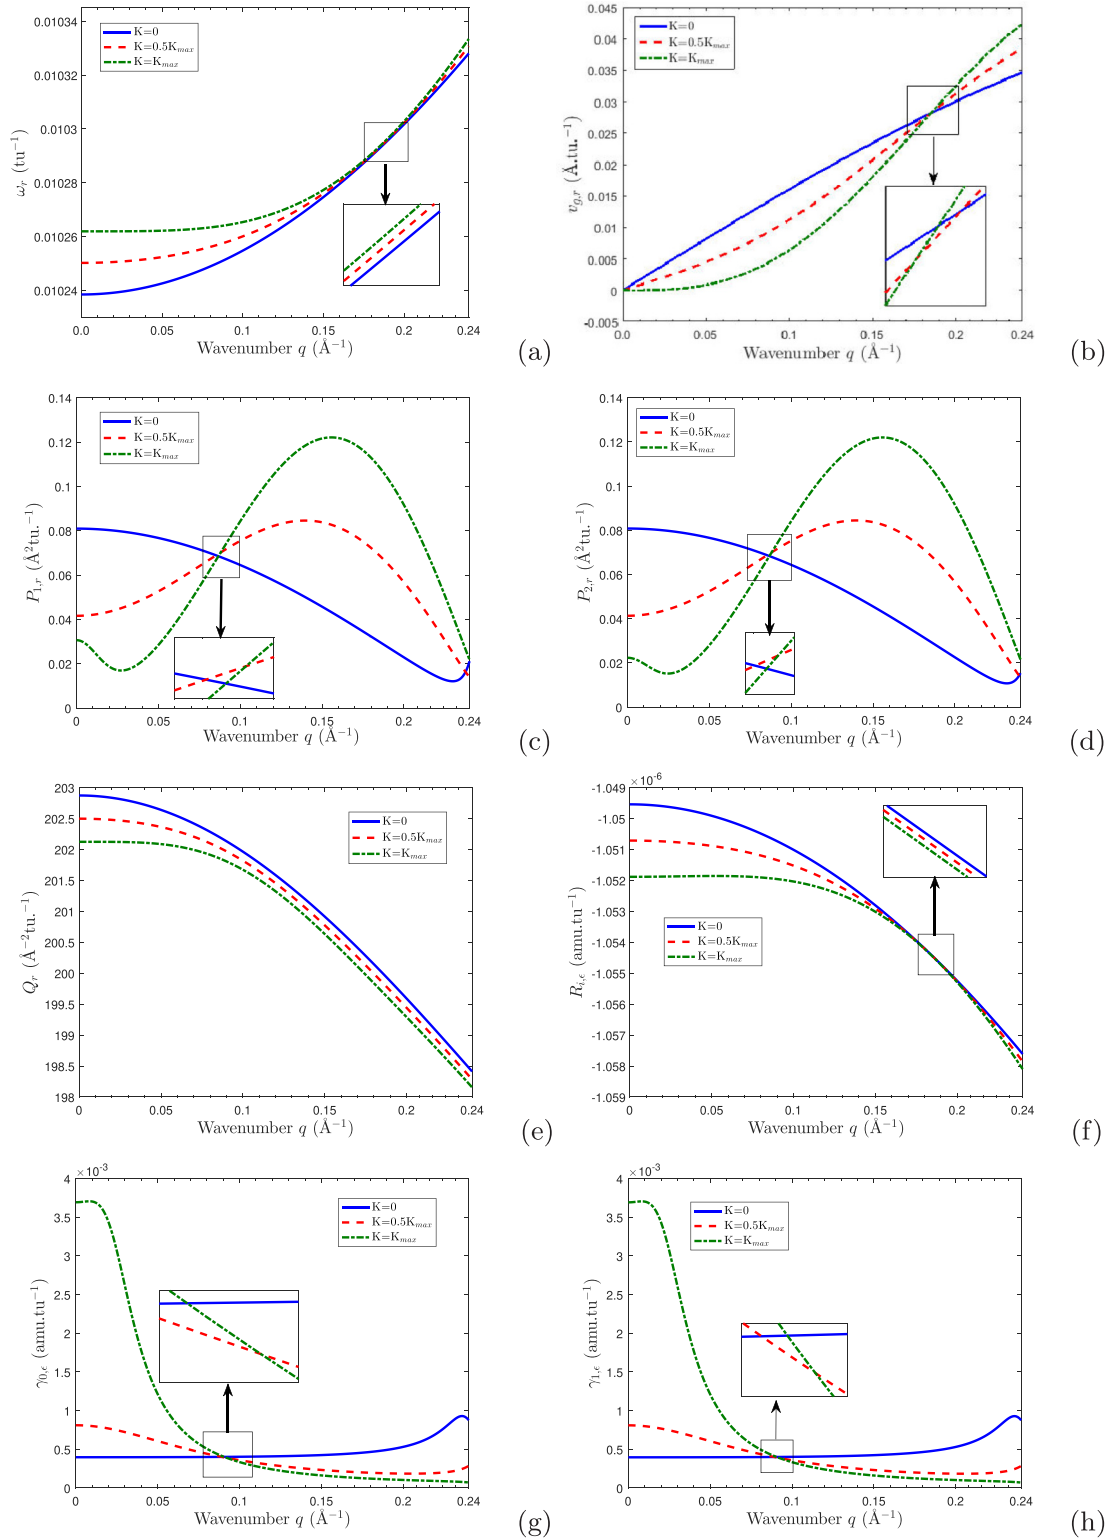 K=0
K=0.5K_max
K=K_max
0.01034
0.01032
0.0103
0.01028
0.01026
0.01024
ω_r (tu⁻¹)
0.0 0.05 0.1 0.15 0.2 0.24
Wavenumber q (Å⁻¹)
(a)
K=0
K=0.5K_max
K=K_max
0.045
0.04
0.035
0.03
0.025
0.02
0.015
0.01
0.005
0
-0.005
v_g,r (Å.tu.⁻¹)
0.0 0.05 0.1 0.15 0.2 0.24
Wavenumber q (Å⁻¹)
(b)
K=0
K=0.5K_max
K=K_max
0.14
0.12
0.1
0.08
0.06
0.04
0.02
0
P_1,r (Å²tu.⁻¹)
0 0.05 0.1 0.15 0.2 0.24
Wavenumber q (Å⁻¹)
(c)
K=0
K=0.5K_max
K=K_max
0.14
0.12
0.1
0.08
0.06
0.04
0.02
0
P_2,r (Å²tu.⁻¹)
0 0.05 0.1 0.15 0.2 0.24
Wavenumber q (Å⁻¹)
(d)
K=0
K=0.5K_max
K=K_max
203
202.5
202
201.5
201
200.5
200
199.5
199
198.5
198
Q_r (Å⁻²tu.⁻¹)
0 0.05 0.1 0.15 0.2 0.24
Wavenumber q (Å⁻¹)
(e)
×10⁻⁶
K=0
K=0.5K_max
K=K_max
-1.049
-1.05
-1.051
-1.052
-1.053
-1.054
-1.055
-1.056
-1.057
-1.058
-1.059
R_i,ϵ (amu.tu⁻¹)
0 0.05 0.1 0.15 0.2 0.24
Wavenumber q (Å⁻¹)
(f)
×10⁻³
K=0
K=0.5K_max
K=K_max
4
3.5
3
2.5
2
1.5
1
0.5
0
γ_0,ϵ (amu.tu⁻¹)
0 0.05 0.1 0.15 0.2 0.24
Wavenumber q (Å⁻¹)
(g)
×10⁻³
K=0
K=0.5K_max
K=K_max
4
3.5
3
2.5
2
1.5
1
0.5
0
γ_1,ϵ (amu.tu⁻¹)
0 0.05 0.1 0.15 0.2 0.24
Wavenumber q (Å⁻¹)
(h)